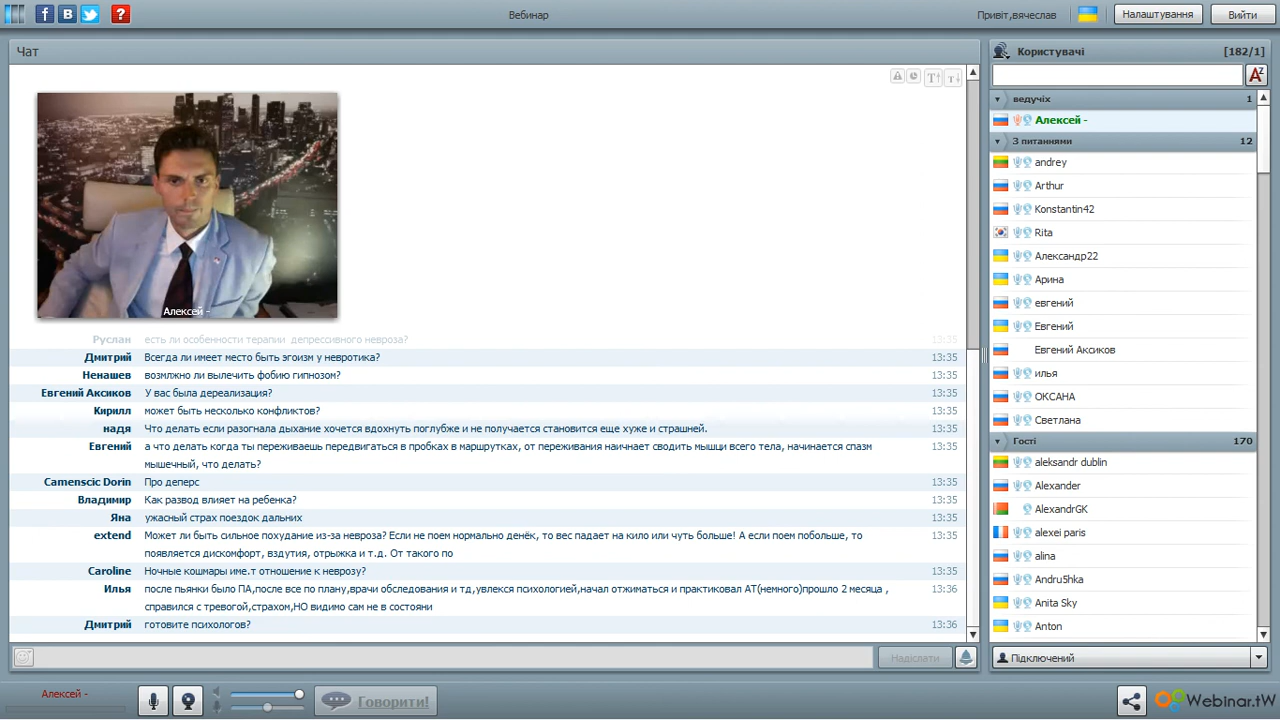 f B ?
Вебинар
Привіт,вячеслав
Налаштування
Вийти
Чат
Алексей -
Руслан есть ли особенности терапии депрессивного невроза? 13:35
Дмитрий Всегда ли имеет место быть эгоизм у невротика? 13:35
Ненашев возмлжно ли вылечить фобию гипнозом? 13:35
Евгений Аксиков У вас была дереализация? 13:35
Кирилл может быть несколько конфликтов? 13:35
надя Что делать если разогнала дыхание хочется вдохнуть поглубже и не получается становится еще хуже и страшней. 13:35
Евгений а что делать когда ты переживаешь передвигаться в пробках в маршрутках, от переживания наичнает сводить мышци всего тела, начинается спазм 13:35
мышечный, что делать?
Camenscic Dorin Про деперс 13:35
Владимир Как развод влияет на ребенка? 13:35
Яна ужасный страх поездок дальних 13:35
extend Может ли быть сильное похудание из-за невроза? Если не поем нормально денёк, то вес падает на кило или чуть больше! А если поем побольше, то 13:35
появляется дискомфорт, вздутия, отрыжка и т.д. От такого по
Caroline Ночные кошмары име.т отношение к неврозу? 13:35
Илья после пьянки было ПА,после все по плану,врачи обследования и тд,увлекся психологией,начал отжиматься и практиковал АТ(немного)прошло 2 месяца , 13:36
справился с тревогой,страхом,НО видимо сам не в состояни
Дмитрий готовите психологов? 13:36
Надіслати
Користувачі [182/1]
ведучіх 1
Алексей -
З питаннями 12
andrey
Arthur
Konstantin42
Rita
Александр22
Арина
евгений
Евгений
Евгений Аксиков
илья
ОКСАНА
Светлана
Гості 170
aleksandr dublin
Alexander
AlexandrGK
alexei paris
alina
Andru5hka
Anita Sky
Anton
Підключений
Алексей -
Говорити!
Webinar.tW